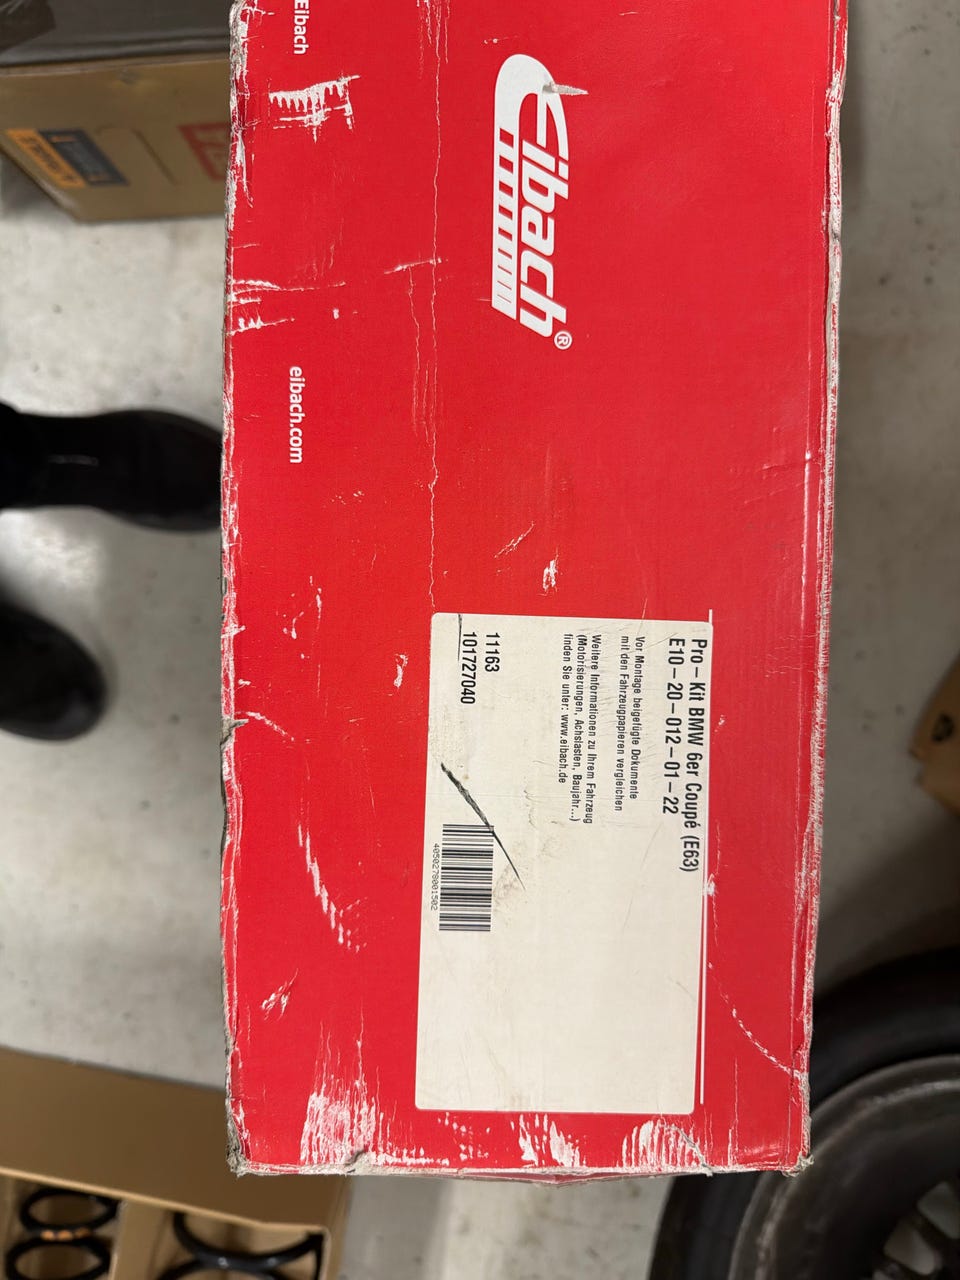 Eibach
Eibach®
eibach.com
Pro-Kit BMW 6er Coupé (E63)
E10-20-012-01-22
Vor Montage beigefügte Dokumente
mit den Fahrzeugpapieren vergleichen
Weitere Informationen zu Ihrem Fahrzeug
(Motorisierungen, Achslasten, Baujahr...)
finden Sie unter: www.eibach.de
11163
101727040
4050278001502